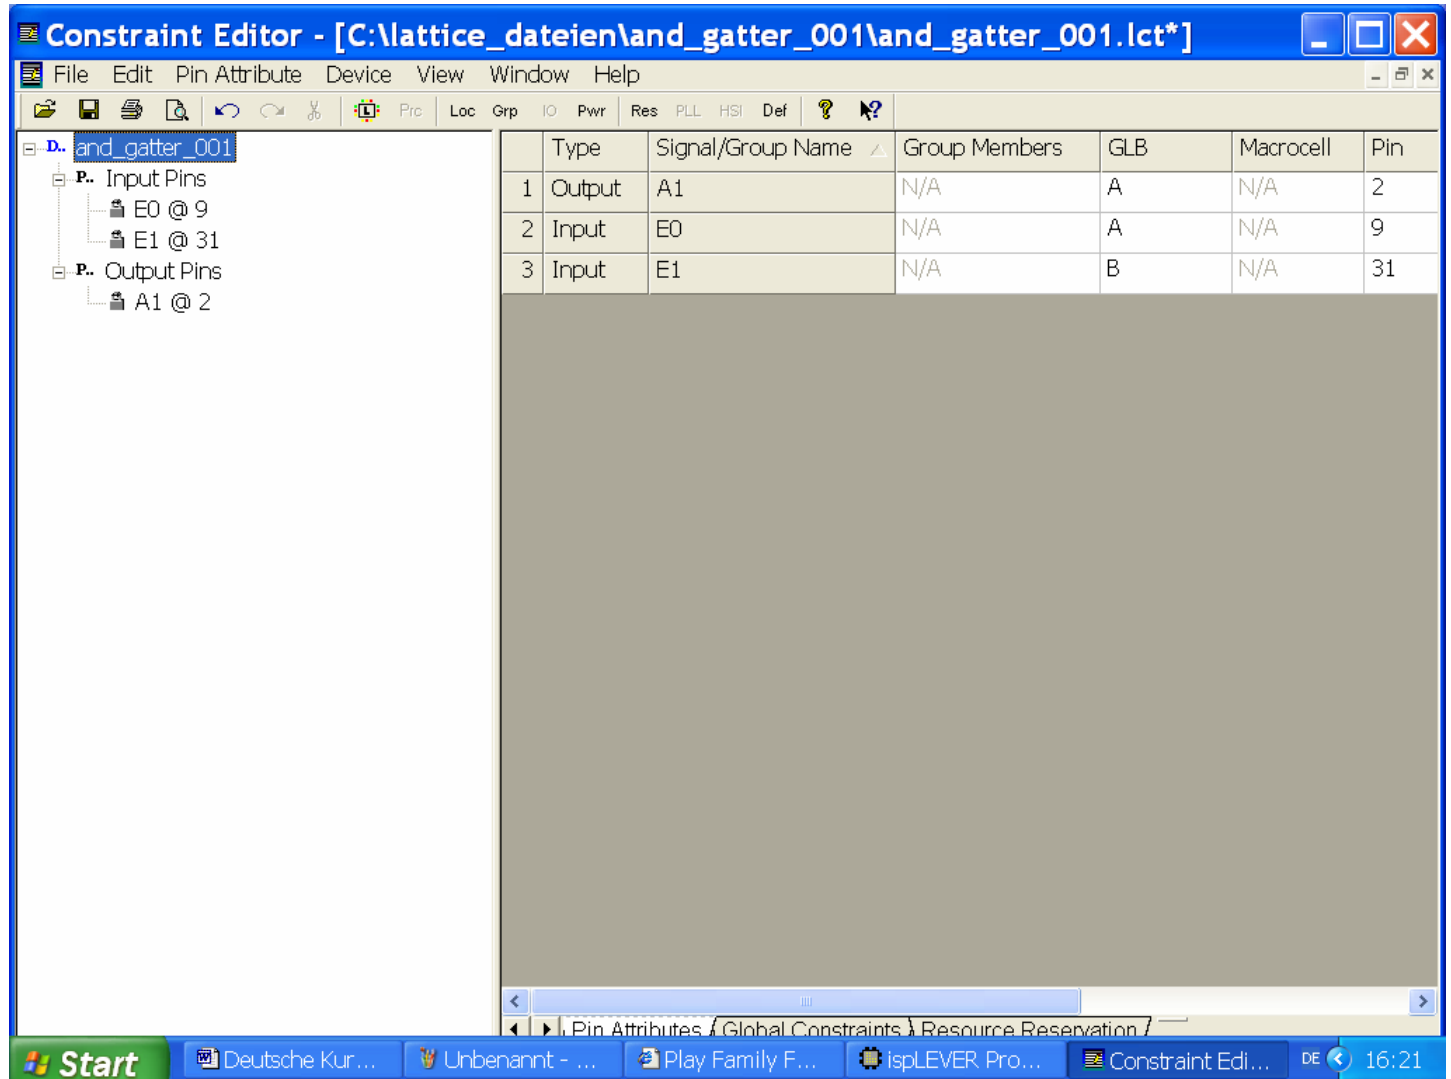 Constraint Editor - [C:\lattice_dateien\and_gatter_001\and_gatter_001.lct*]
File Edit Pin Attribute Device View Window Help
Prc Loc Grp IO Pwr Res PLL HSI Def
D.. and_gatter_001
P.. Input Pins
E0 @ 9
E1 @ 31
P.. Output Pins
A1 @ 2
Type Signal/Group Name Group Members GLB Macrocell Pin
1 Output A1 N/A A N/A 2
2 Input E0 N/A A N/A 9
3 Input E1 N/A B N/A 31
Pin Attributes Global Constraints Resource Reservation
Start Deutsche Kur... Unbenannt - ... Play Family F... ispLEVER Pro... Constraint Edi... DE 16:21